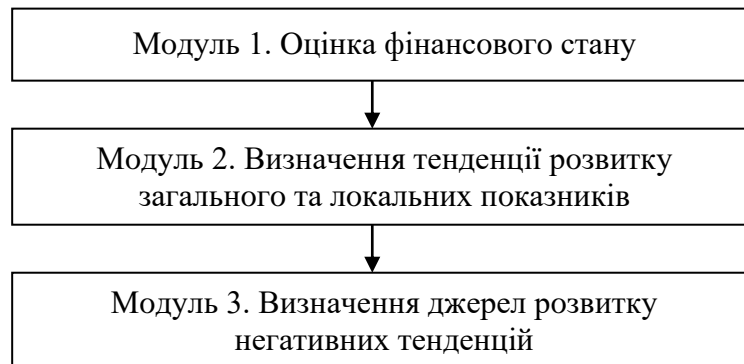 Модуль 1. Оцінка фінансового стану
Модуль 2. Визначення тенденції розвитку
загального та локальних показників
Модуль 3. Визначення джерел розвитку
негативних тенденцій